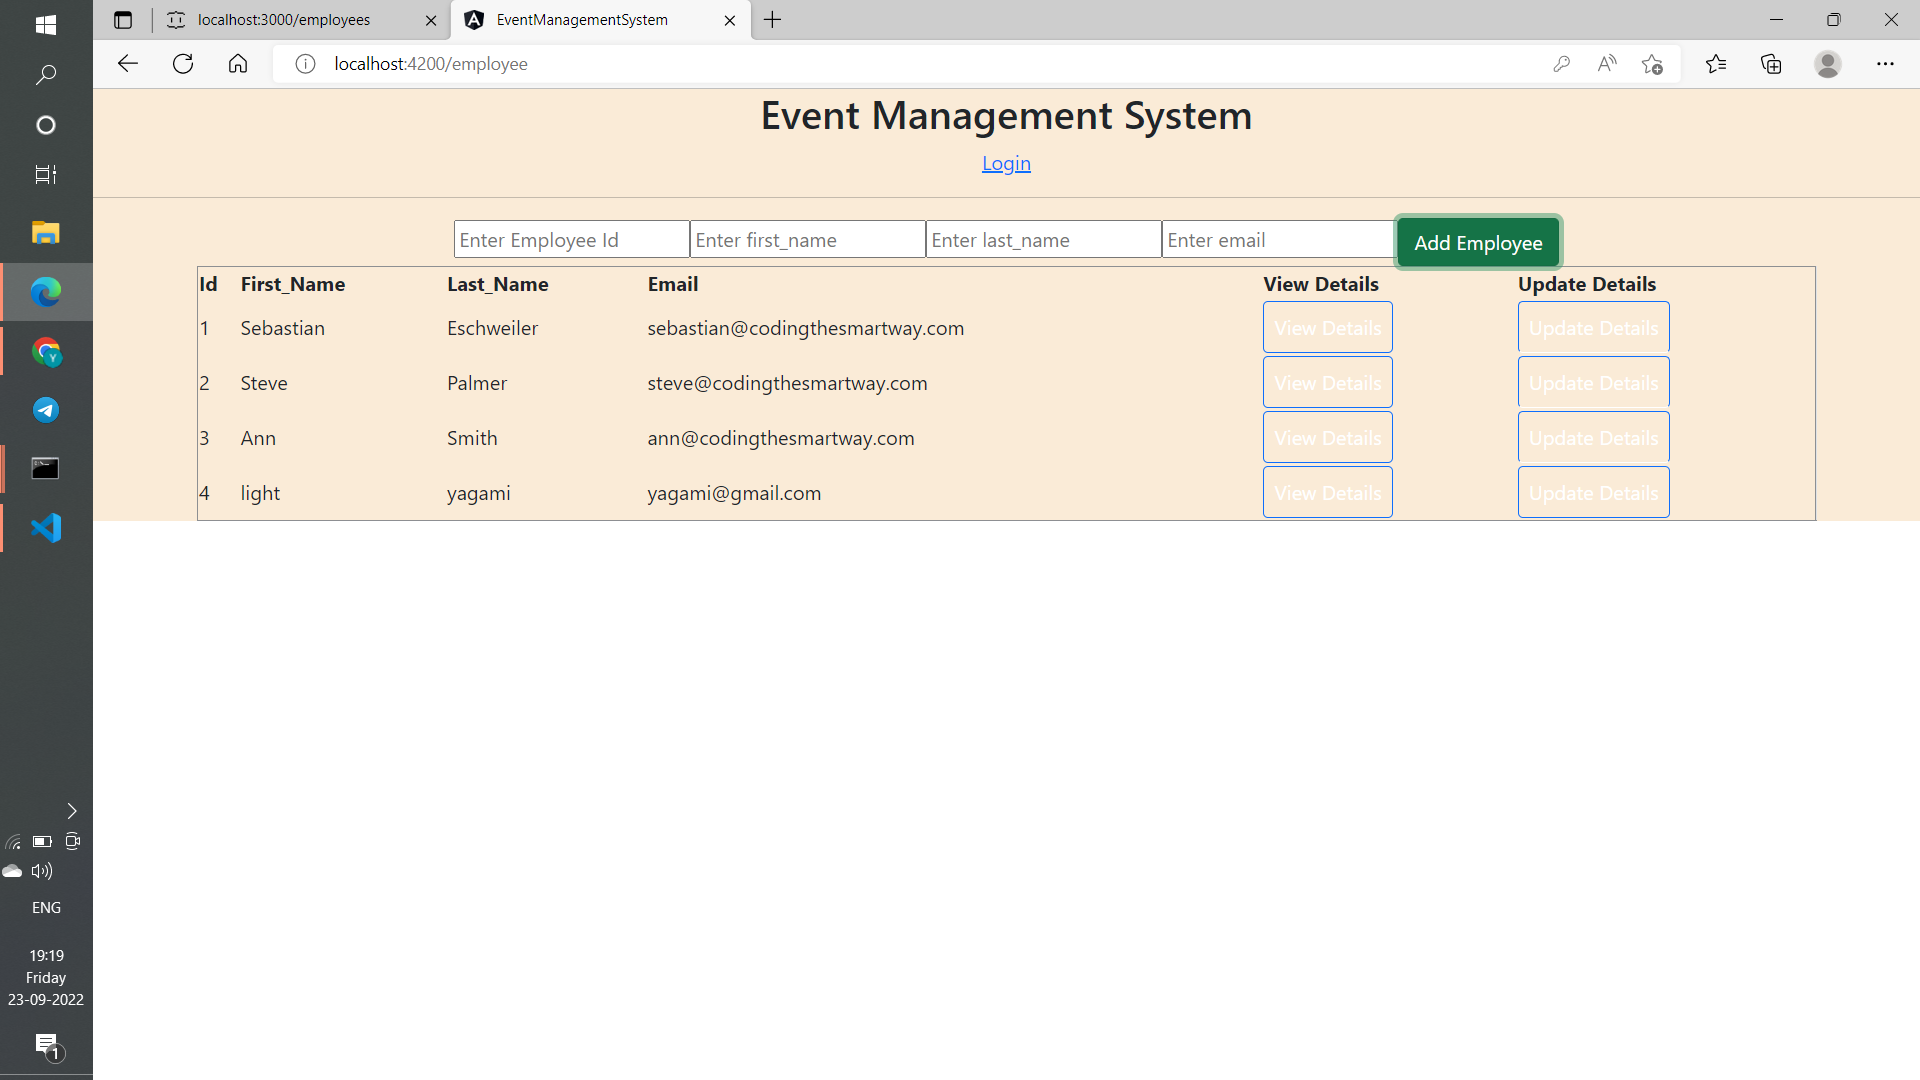 localhost:3000/employees
EventManagementSystem
localhost:4200/employee
Event Management System
Login
Enter Employee Id Enter first_name Enter last_name Enter email Add Employee
Id First_Name Last_Name Email View Details Update Details
1 Sebastian Eschweiler sebastian@codingthesmartway.com View Details Update Details
2 Steve Palmer steve@codingthesmartway.com View Details Update Details
3 Ann Smith ann@codingthesmartway.com View Details Update Details
4 light yagami yagami@gmail.com View Details Update Details
ENG
19:19
Friday
23-09-2022
1